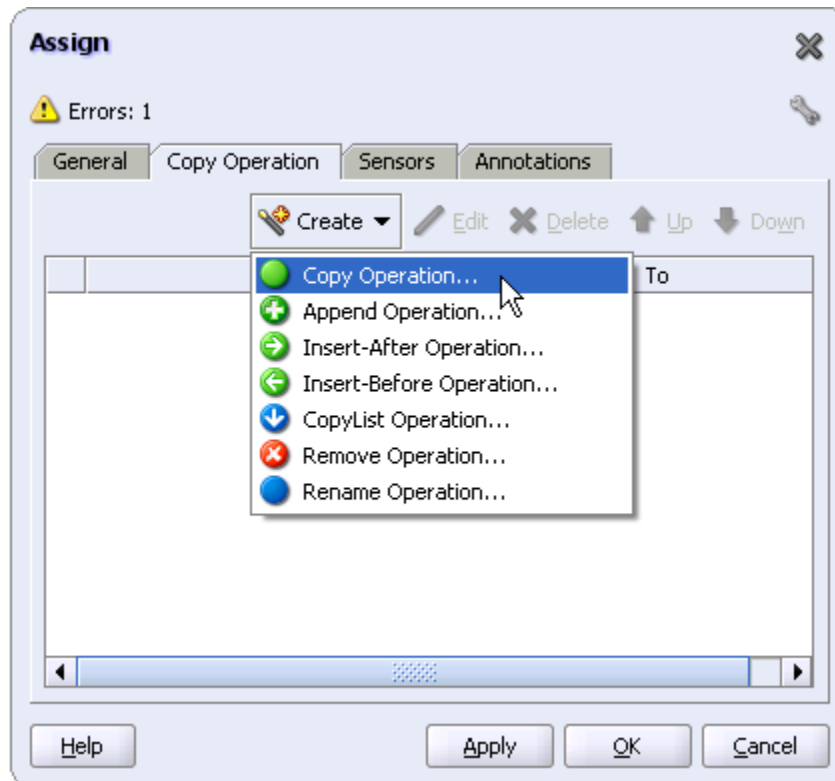 Assign
Errors: 1
General Copy Operation Sensors Annotations
Create Edit Delete Up Down
To
Copy Operation...
Append Operation...
Insert-After Operation...
Insert-Before Operation...
CopyList Operation...
Remove Operation...
Rename Operation...
Help Apply OK Cancel